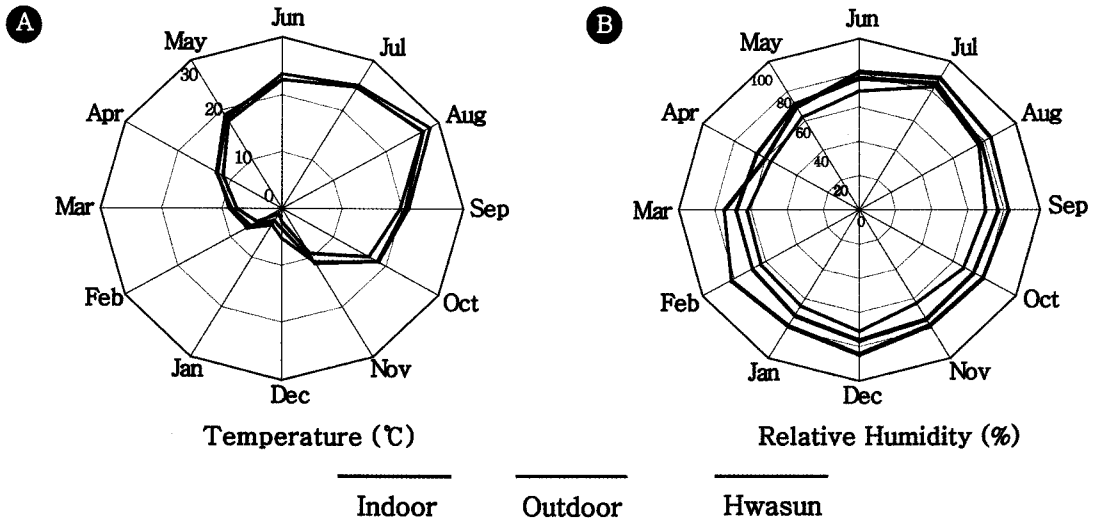 A
Jun
Jul
Aug
Sep
Oct
Nov
Dec
Jan
Feb
Mar
Apr
May
30
20
10
0
Temperature (℃)
B
Jun
Jul
Aug
Sep
Oct
Nov
Dec
Jan
Feb
Mar
Apr
May
100
80
60
40
20
0
Relative Humidity (%)
Indoor
Outdoor
Hwasun